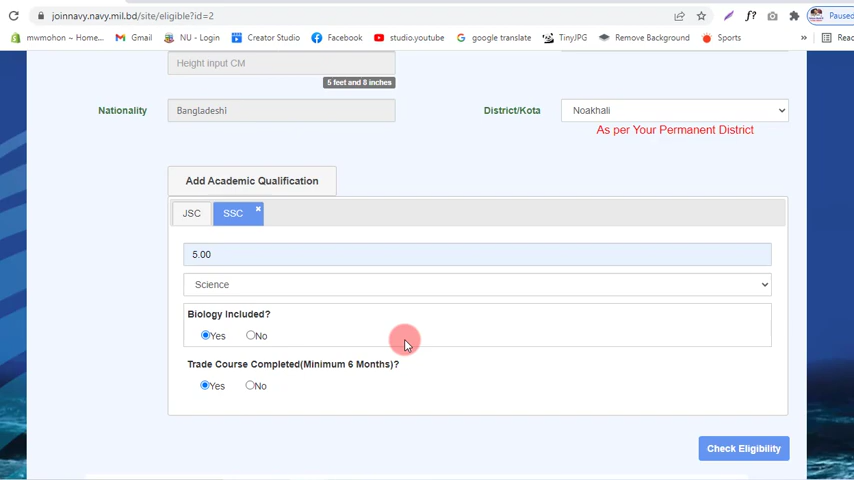 joinnavy.navy.mil.bd/site/eligible?id=2
f?
Paused
mwmohon ~ Home...
Gmail
NU - Login
Creator Studio
Facebook
studio.youtube
google translate
TinyJPG
Remove Background
Sports
»
Reac
Height input CM
5 feet and 8 inches
Nationality
Bangladeshi
District/Kota
Noakhali
As per Your Permanent District
Add Academic Qualification
JSC
SSC
5.00
Science
Biology Included?
Yes No
Trade Course Completed(Minimum 6 Months)?
Yes No
Check Eligibility